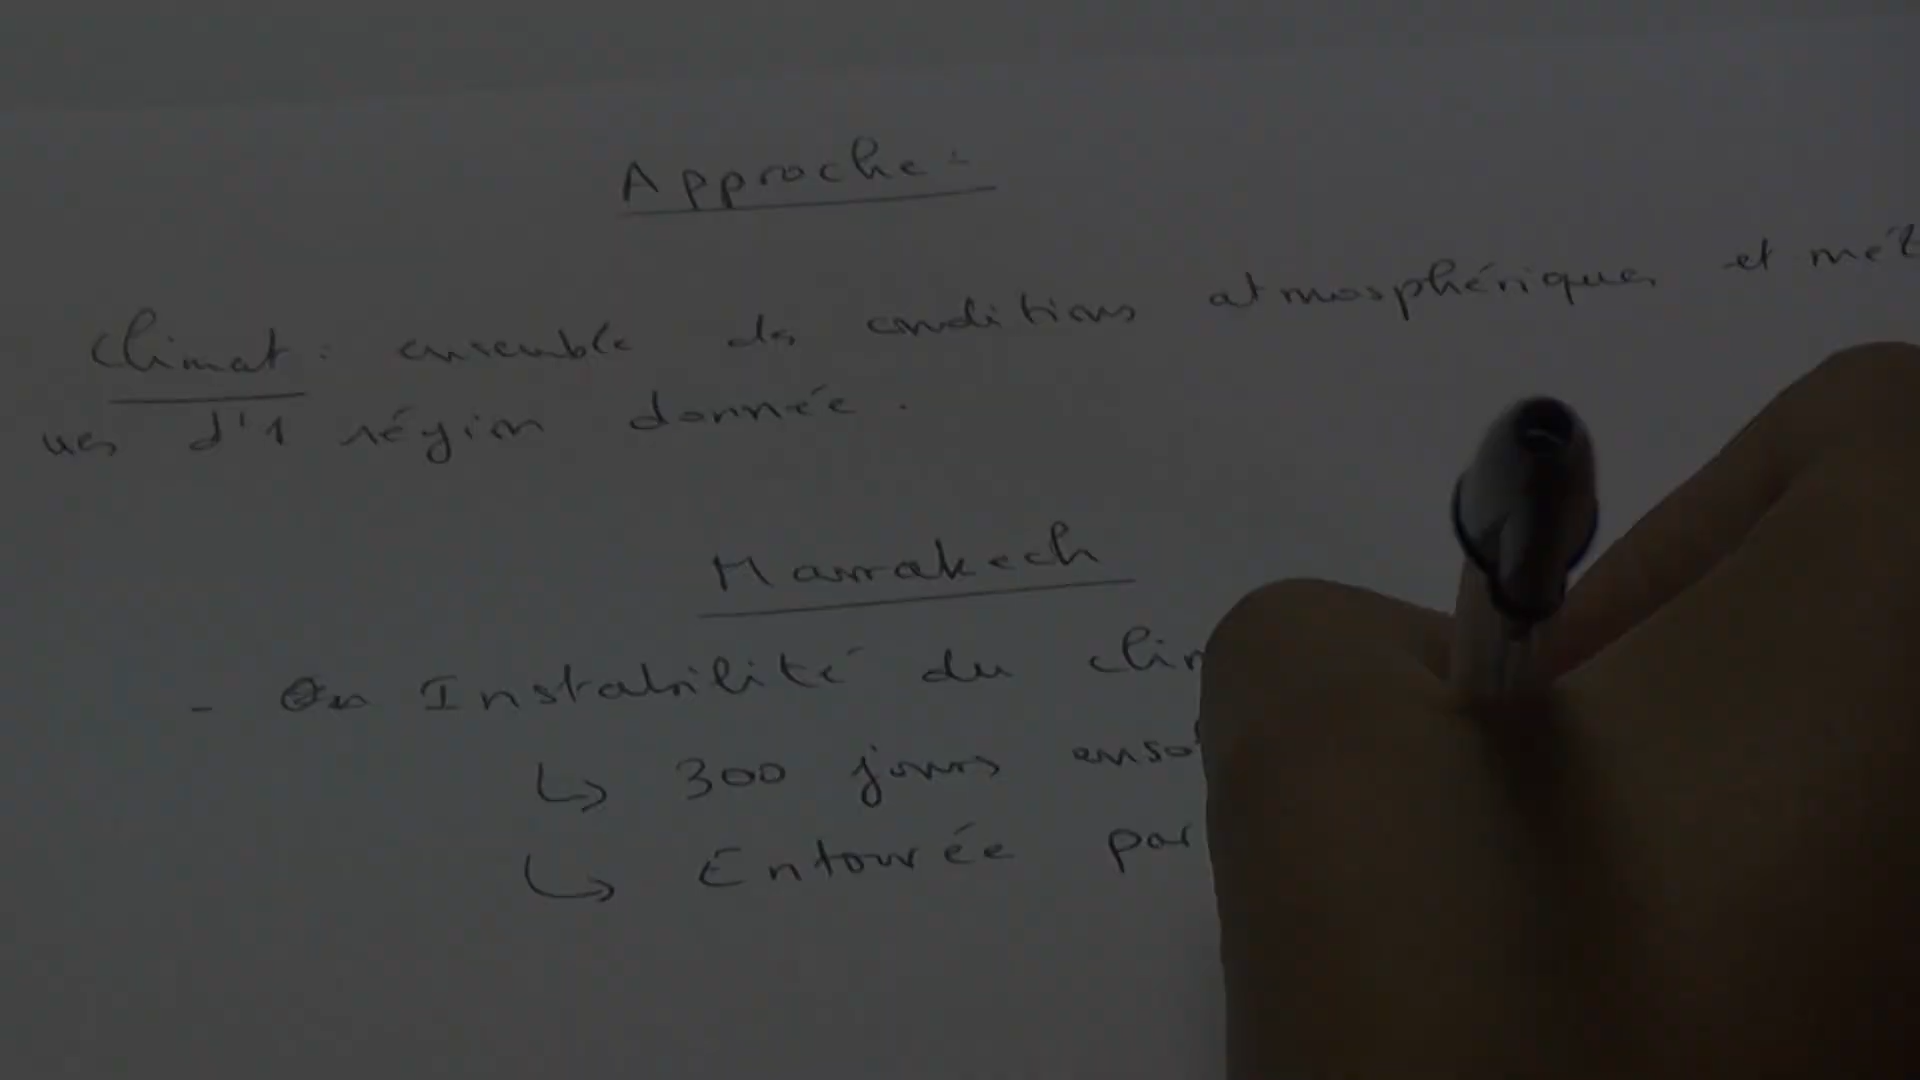 Approche :
Climat : ensemble des conditions atmosphériques et mét
ues d'1 région donnée .
Marrakech
- Instabilité du clim
↳ 300 jours ensol
↳ Entourée par